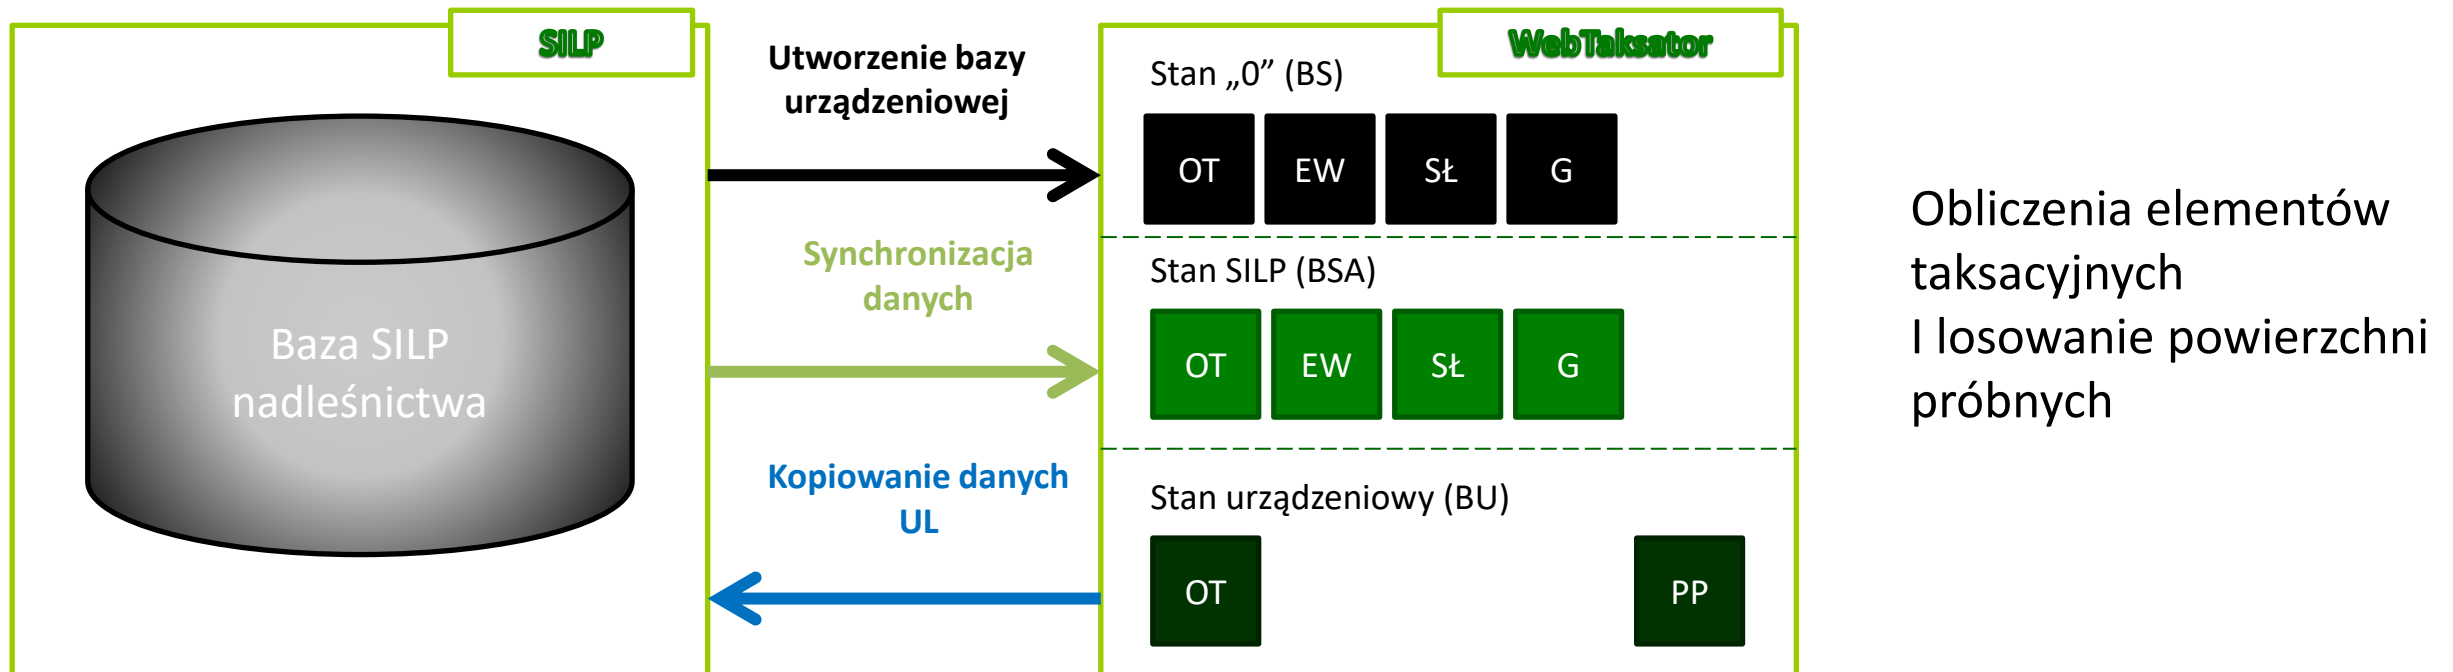 SILP
Baza SILP
nadleśnictwa
Utworzenie bazy
urządzeniowej
Synchronizacja
danych
Kopiowanie danych
UL
WebTaksator
Stan „0” (BS)
OT EW SŁ G
Stan SILP (BSA)
OT EW SŁ G
Stan urządzeniowy (BU)
OT PP
Obliczenia elementów
taksacyjnych
I losowanie powierzchni
próbnych